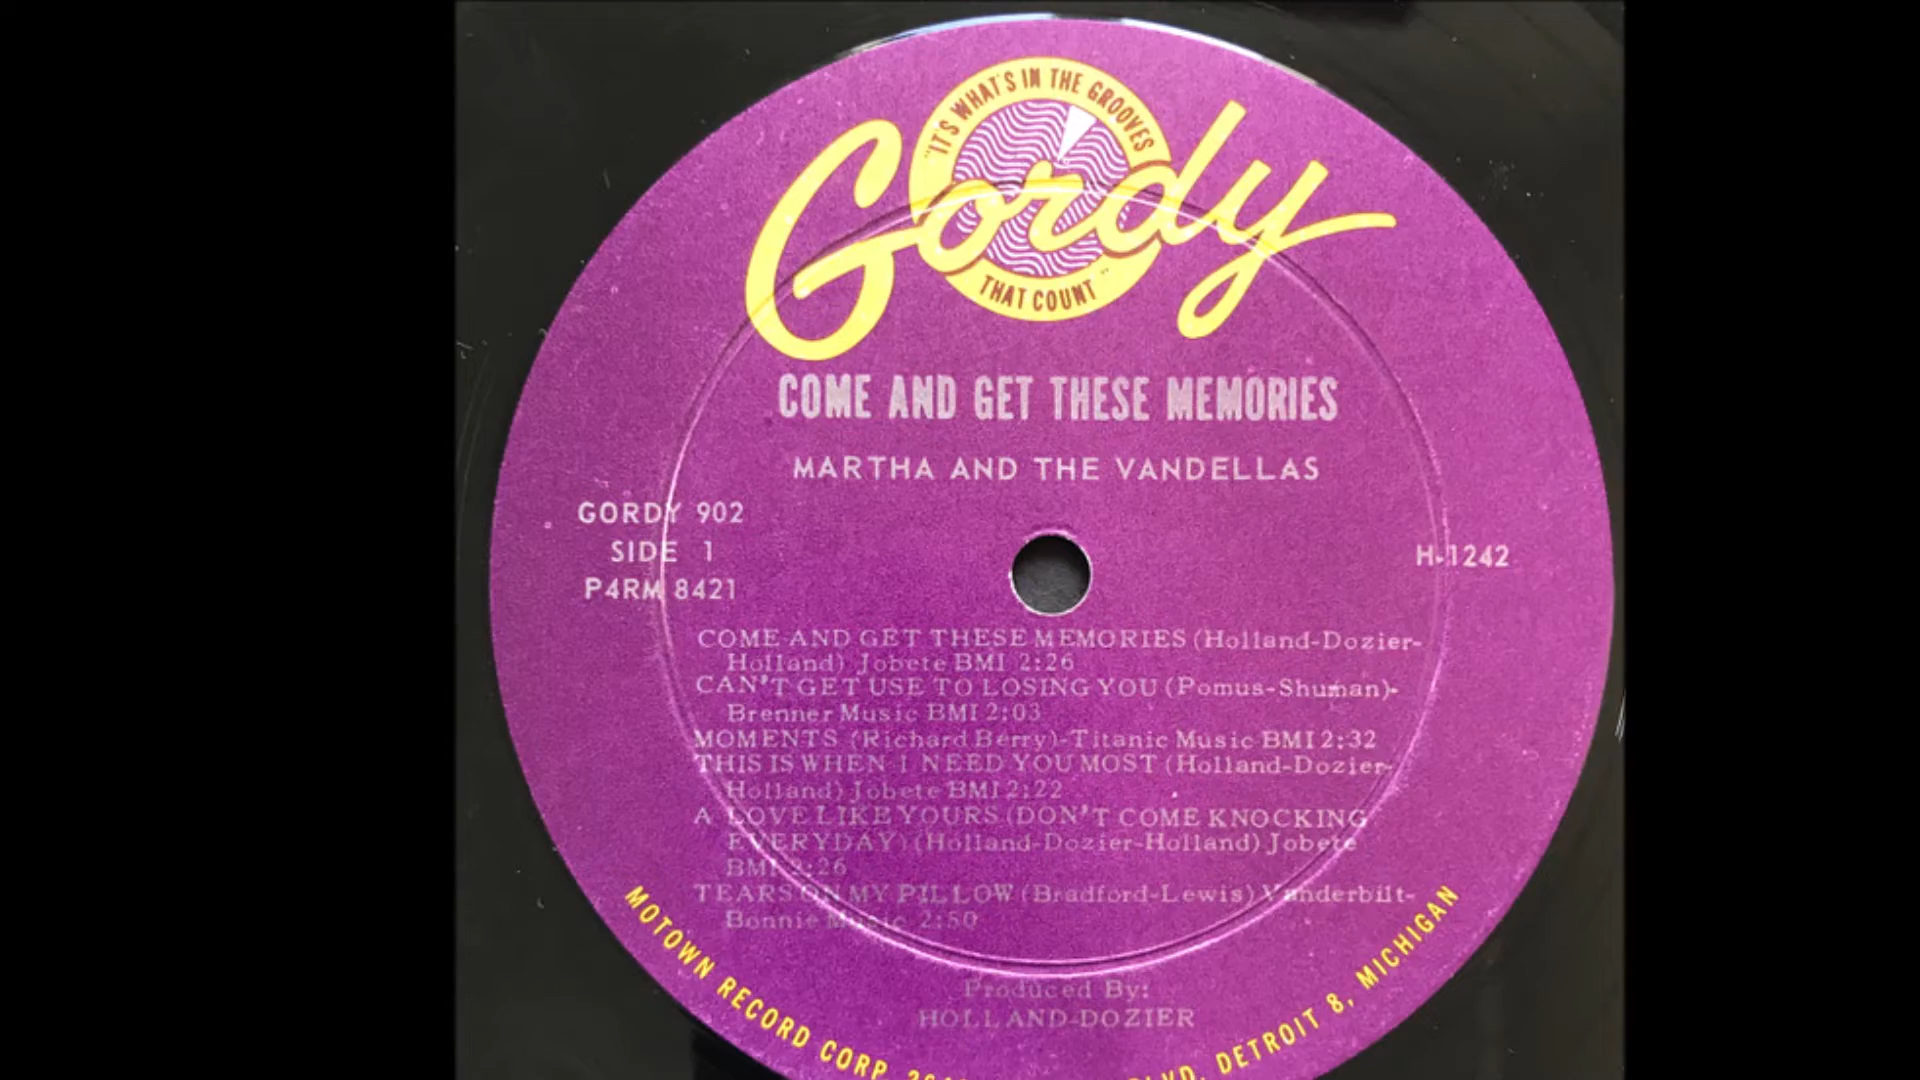 "IT'S WHAT'S IN THE GROOVES
Gordy
THAT COUNT"
COME AND GET THESE MEMORIES
MARTHA AND THE VANDELLAS
GORDY 902
SIDE 1
P4RM 8421
H-1242
COME AND GET THESE MEMORIES (Holland-Dozier-
Holland) Jobete BMI 2:26
CAN'T GET USE TO LOSING YOU (Pomus-Shuman)-
Brenner Music BMI 2:03
MOMENTS (Richard Berry)-Titanic Music BMI 2:32
THIS IS WHEN I NEED YOU MOST (Holland-Dozier-
Holland) Jobete BMI 2:22
A LOVE LIKE YOURS (DON'T COME KNOCKING
EVERYDAY) (Holland-Dozier-Holland) Jobete
BMI 2:26
TEARS ON MY PILLOW (Bradford-Lewis) Vanderbilt-
Bonnie Music 2:50
Produced By:
HOLLAND-DOZIER
MOTOWN RECORD CORP. BLVD. DETROIT 8, MICHIGAN